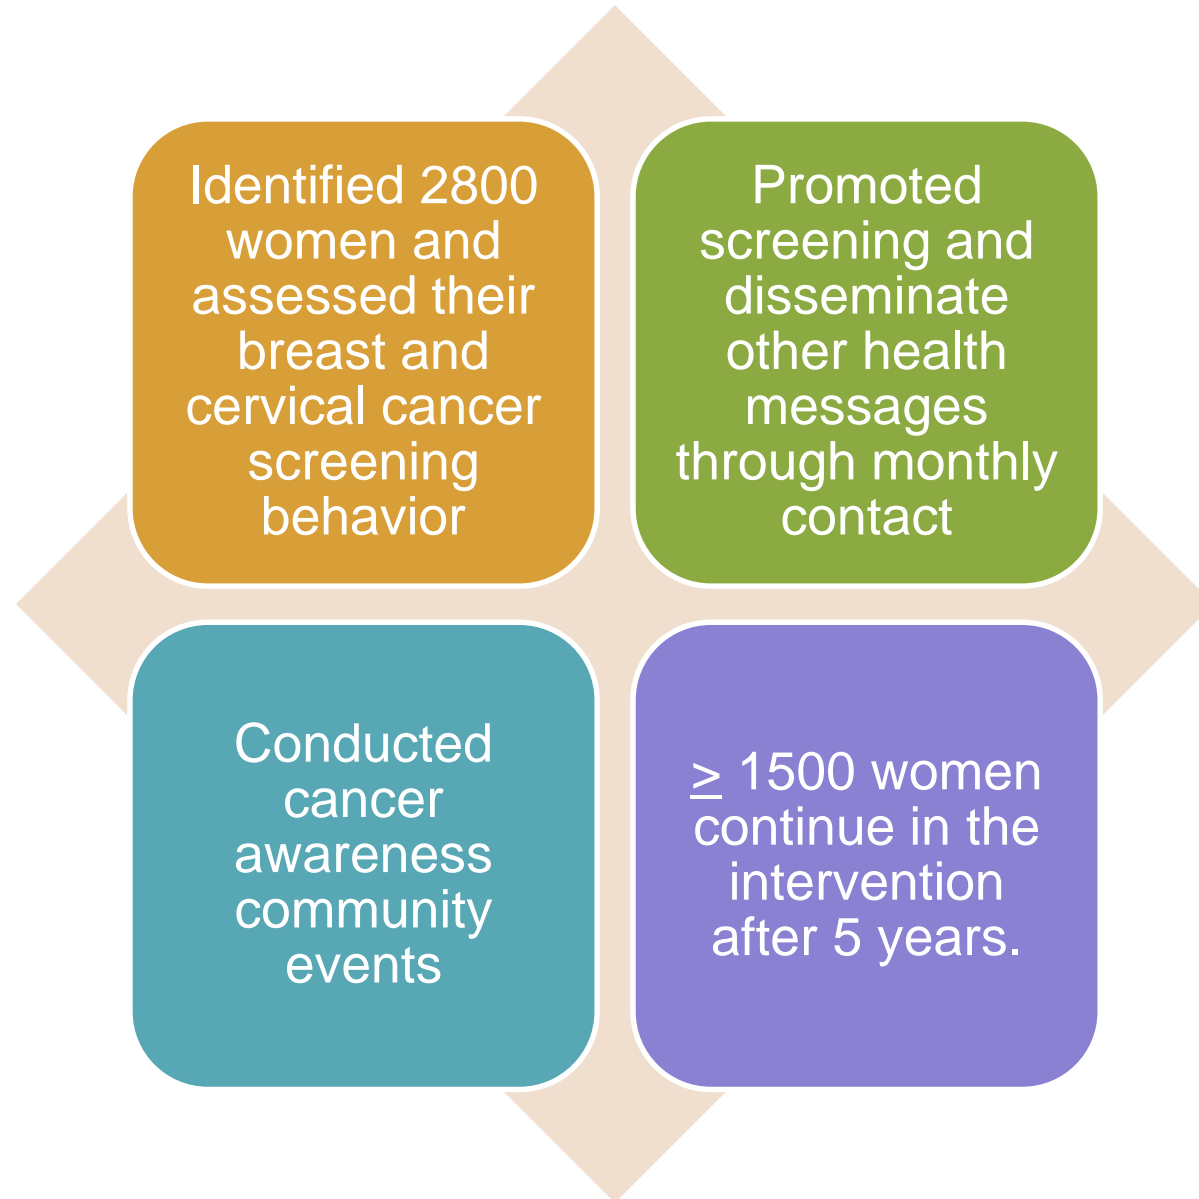 Identified 2800
women and
assessed their
breast and
cervical cancer
screening
behavior
Promoted
screening and
disseminate
other health
messages
through monthly
contact
Conducted
cancer
awareness
community
events
≥ 1500 women
continue in the
intervention
after 5 years.